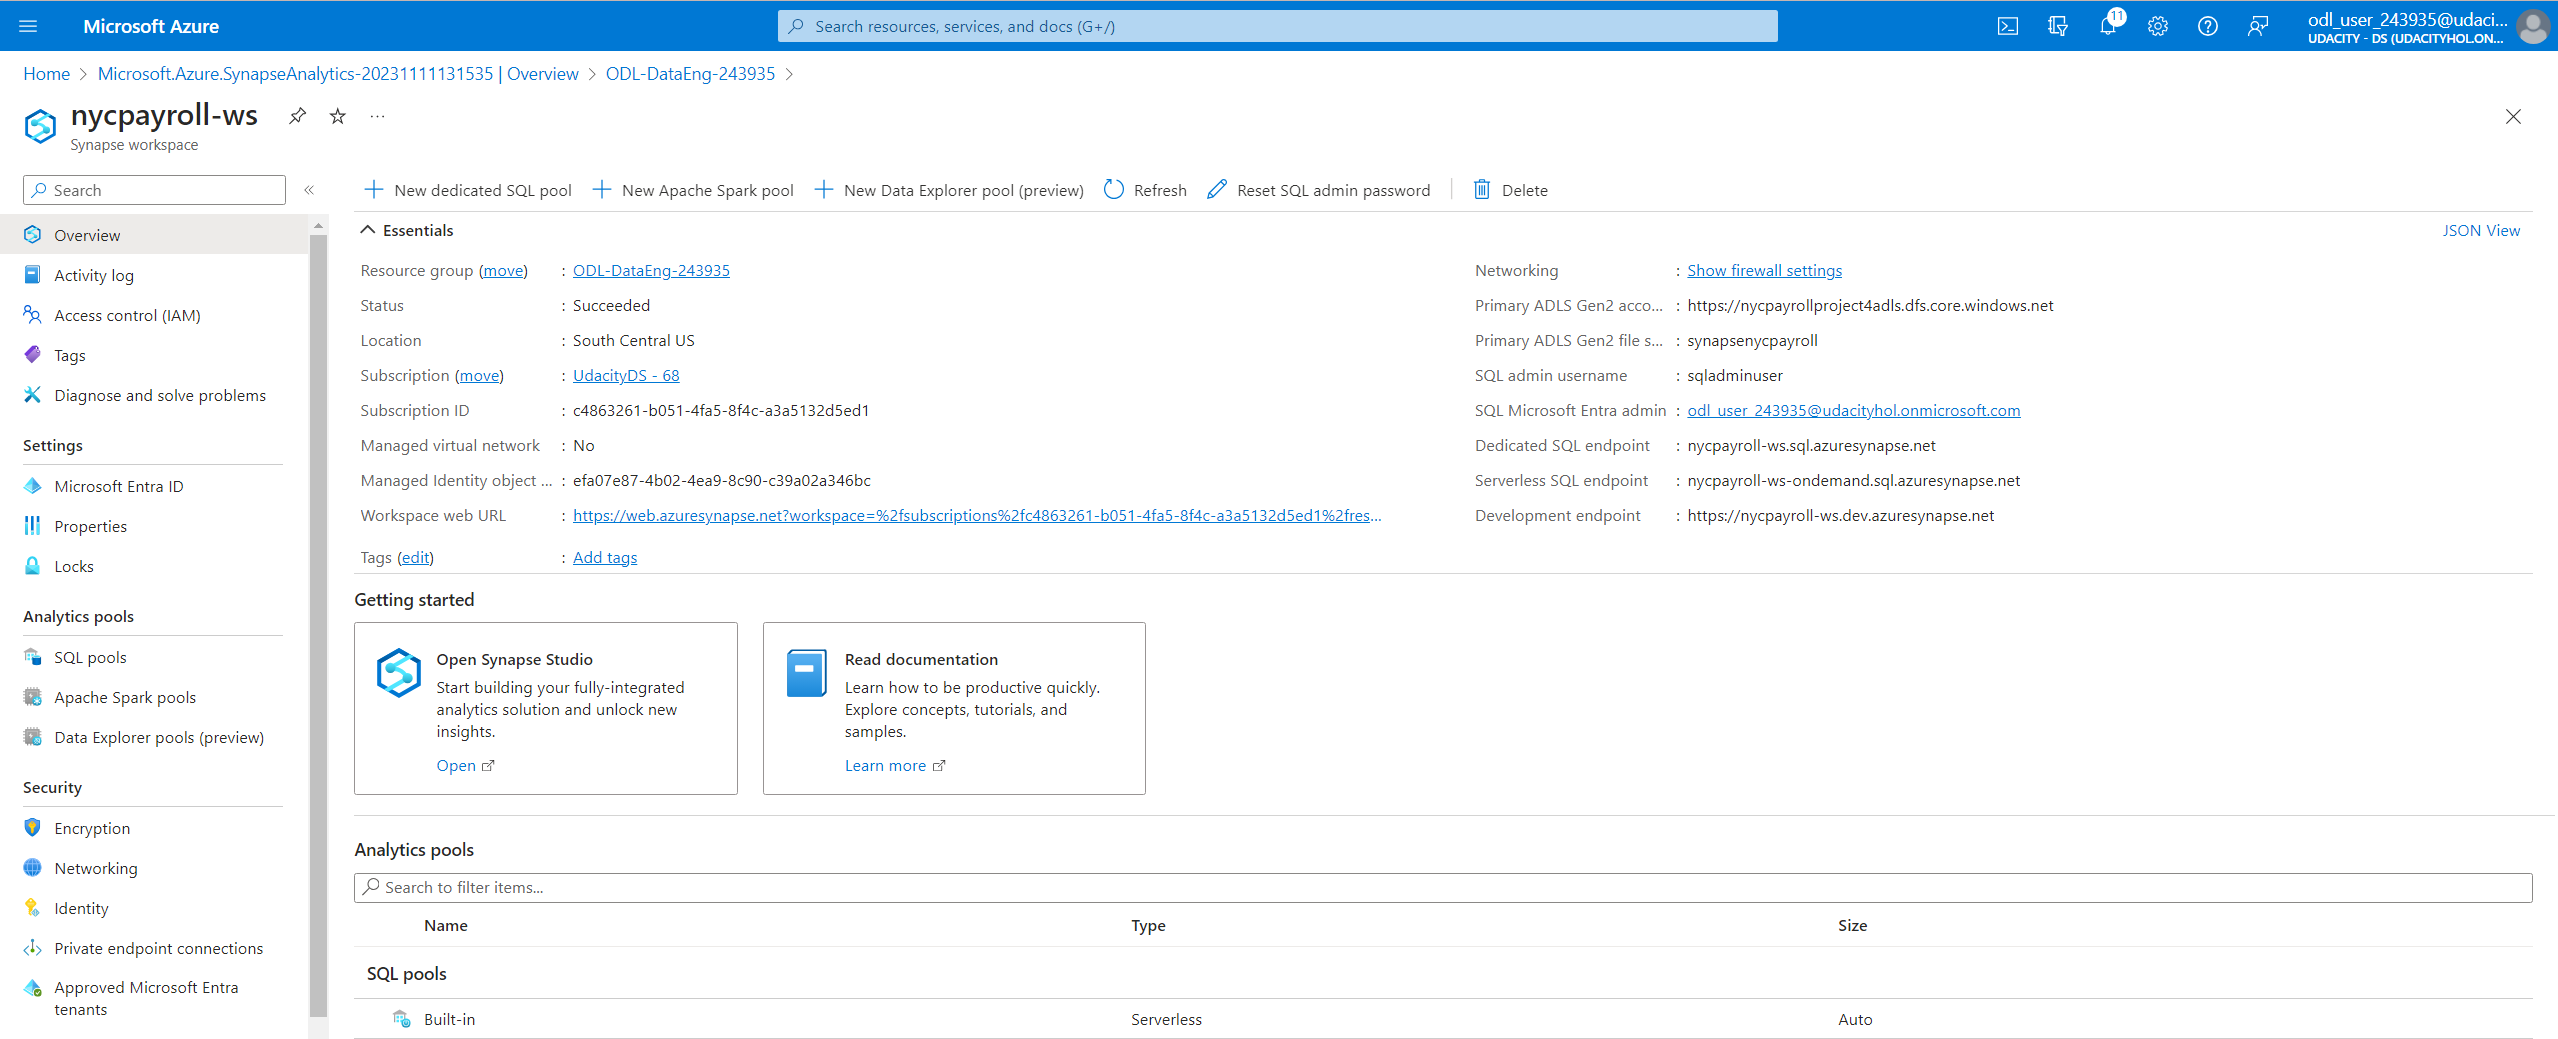 Microsoft Azure
Search resources, services, and docs (G+/)
11
odl_user_243935@udaci...
UDACITY - DS (UDACITYHOL.ON...
Home > Microsoft.Azure.SynapseAnalytics-20231111131535 | Overview > ODL-DataEng-243935 >
nycpayroll-ws
...
Synapse workspace
Search
«
New dedicated SQL pool
New Apache Spark pool
New Data Explorer pool (preview)
Refresh
Reset SQL admin password
Delete
Overview
Activity log
Access control (IAM)
Tags
Diagnose and solve problems
Settings
Microsoft Entra ID
Properties
Locks
Analytics pools
SQL pools
Apache Spark pools
Data Explorer pools (preview)
Security
Encryption
Networking
Identity
Private endpoint connections
Approved Microsoft Entra
tenants
Essentials
JSON View
Resource group (move) : ODL-DataEng-243935
Status : Succeeded
Location : South Central US
Subscription (move) : UdacityDS - 68
Subscription ID : c4863261-b051-4fa5-8f4c-a3a5132d5ed1
Managed virtual network : No
Managed Identity object ... : efa07e87-4b02-4ea9-8c90-c39a02a346bc
Workspace web URL : https://web.azuresynapse.net?workspace=%2fsubscriptions%2fc4863261-b051-4fa5-8f4c-a3a5132d5ed1%2fres...
Tags (edit) : Add tags
Networking : Show firewall settings
Primary ADLS Gen2 acco... : https://nycpayrollproject4adls.dfs.core.windows.net
Primary ADLS Gen2 file s... : synapsenycpayroll
SQL admin username : sqladminuser
SQL Microsoft Entra admin : odl_user_243935@udacityhol.onmicrosoft.com
Dedicated SQL endpoint : nycpayroll-ws.sql.azuresynapse.net
Serverless SQL endpoint : nycpayroll-ws-ondemand.sql.azuresynapse.net
Development endpoint : https://nycpayroll-ws.dev.azuresynapse.net
Getting started
Open Synapse Studio
Start building your fully-integrated
analytics solution and unlock new
insights.
Open
Read documentation
Learn how to be productive quickly.
Explore concepts, tutorials, and
samples.
Learn more
Analytics pools
Search to filter items...
Name Type Size
SQL pools
Built-in Serverless Auto